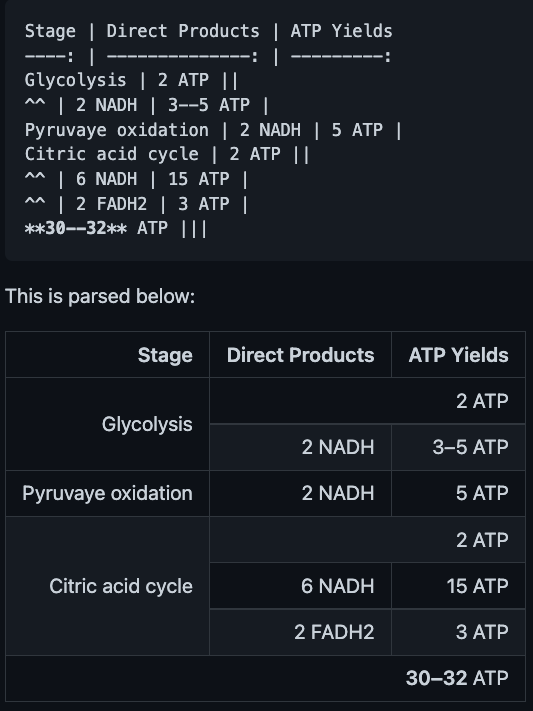 Stage | Direct Products | ATP Yields
----: | --------------: | ---------:
Glycolysis | 2 ATP ||
^^ | 2 NADH | 3--5 ATP |
Pyruvaye oxidation | 2 NADH | 5 ATP |
Citric acid cycle | 2 ATP ||
^^ | 6 NADH | 15 ATP |
^^ | 2 FADH2 | 3 ATP |
**30--32** ATP |||
This is parsed below:
Stage Direct Products ATP Yields
Glycolysis 2 ATP
2 NADH 3–5 ATP
Pyruvaye oxidation 2 NADH 5 ATP
Citric acid cycle 2 ATP
6 NADH 15 ATP
2 FADH2 3 ATP
30–32 ATP